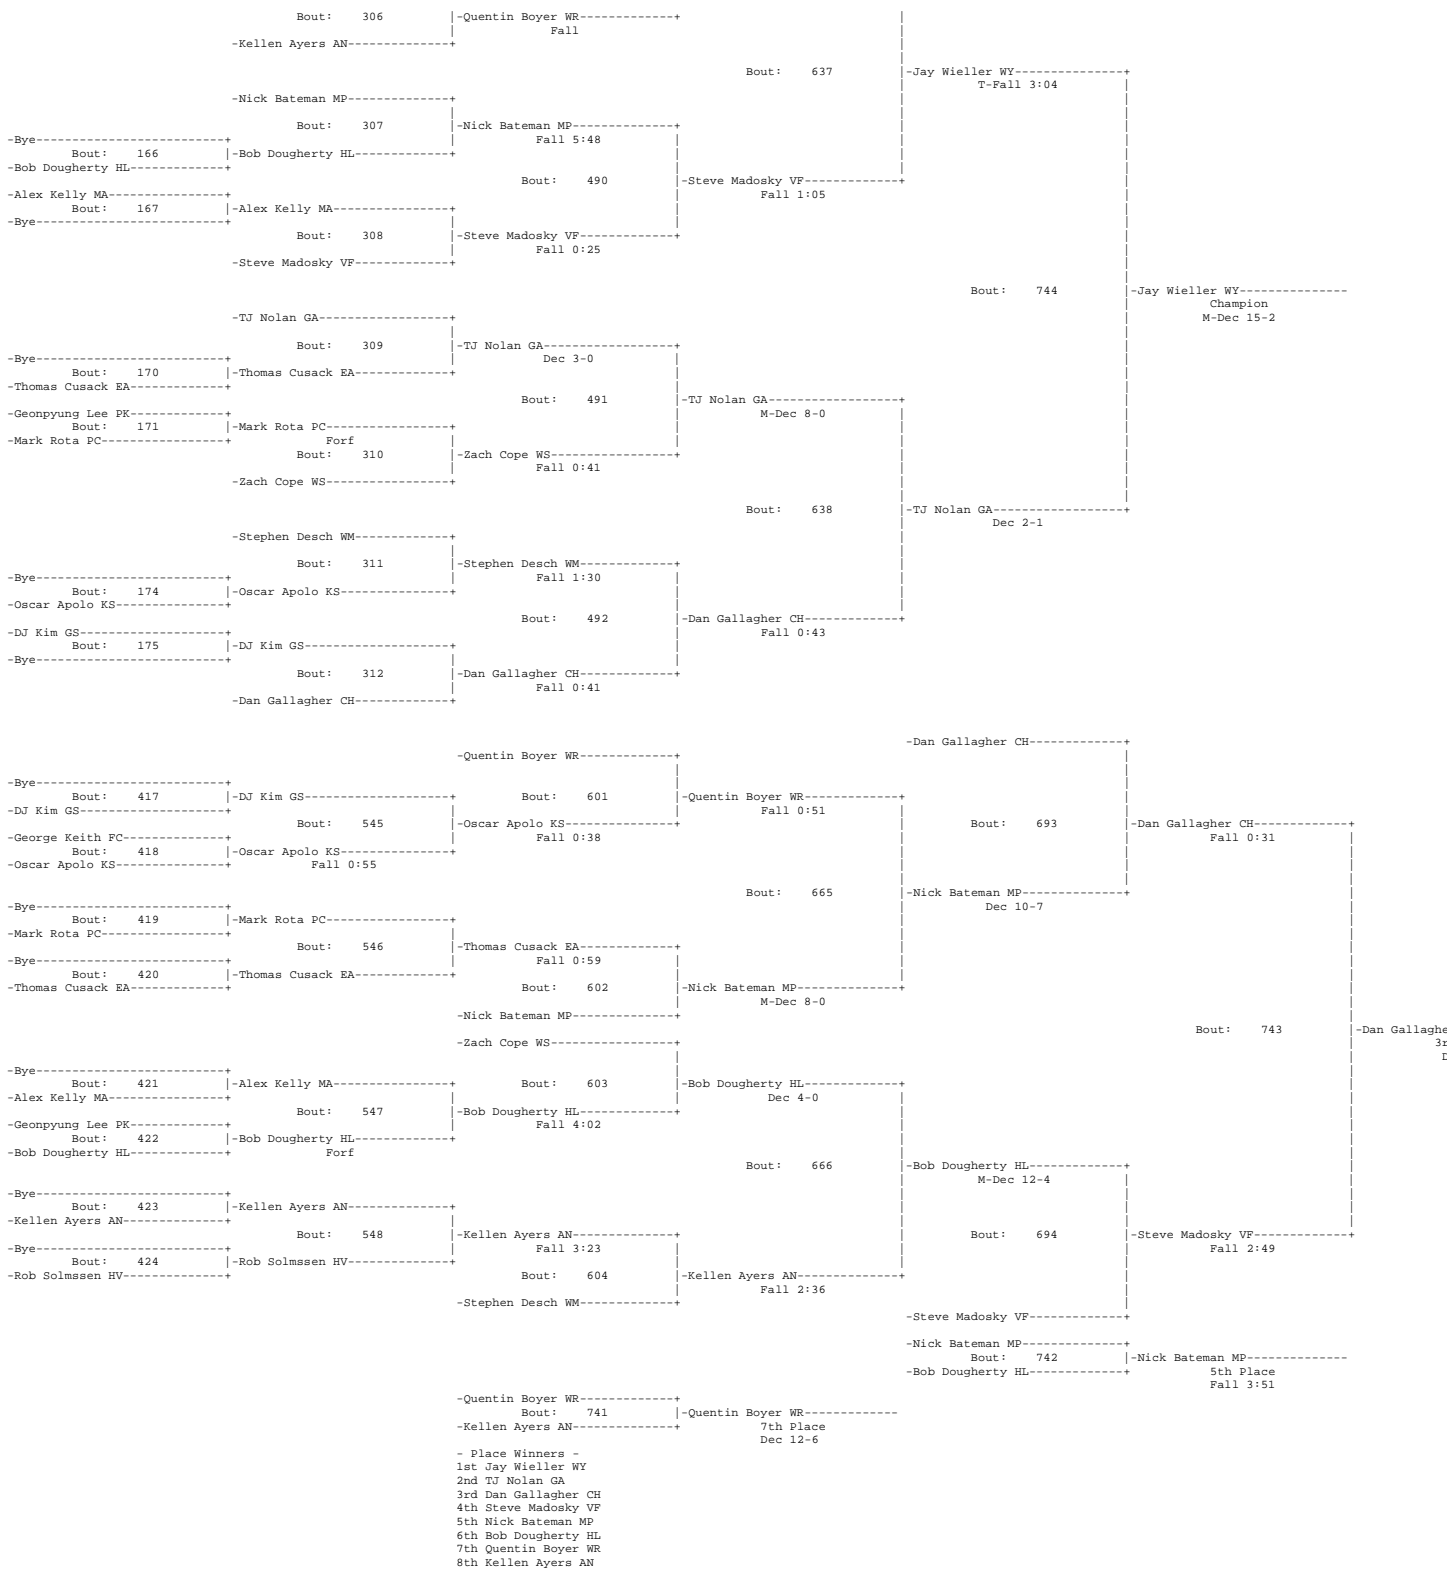 Bout: 306 |-Quentin Boyer WR--------------+
Fall
-Kellen Ayers AN--------------+
Bout: 637 |-Jay Wieller WY---------------+
T-Fall 3:04
-Nick Bateman MP--------------+
Bout: 307 |-Nick Bateman MP--------------+
-Bye--------------------------+ Fall 5:48
Bout: 166 |-Bob Dougherty HL-------------+
-Bob Dougherty HL-------------+
Bout: 490 |-Steve Madosky VF-------------+
-Alex Kelly MA----------------+ Fall 1:05
Bout: 167 |-Alex Kelly MA----------------+
-Bye--------------------------+
Bout: 308 |-Steve Madosky VF-------------+
Fall 0:25
-Steve Madosky VF-------------+
Bout: 744 |-Jay Wieller WY---------------
Champion
-TJ Nolan GA------------------+ M-Dec 15-2
Bout: 309 |-TJ Nolan GA------------------+
-Bye--------------------------+ Dec 3-0
Bout: 170 |-Thomas Cusack EA-------------+
-Thomas Cusack EA-------------+
Bout: 491 |-TJ Nolan GA------------------+
-Geonpyung Lee PK-------------+ M-Dec 8-0
Bout: 171 |-Mark Rota PC-----------------+
-Mark Rota PC-----------------+ Forf
Bout: 310 |-Zach Cope WS-----------------+
Fall 0:41
-Zach Cope WS-----------------+
Bout: 638 |-TJ Nolan GA------------------+
Dec 2-1
-Stephen Desch WM-------------+
Bout: 311 |-Stephen Desch WM-------------+
-Bye--------------------------+ Fall 1:30
Bout: 174 |-Oscar Apolo KS---------------+
-Oscar Apolo KS---------------+
Bout: 492 |-Dan Gallagher CH-------------+
-DJ Kim GS--------------------+ Fall 0:43
Bout: 175 |-DJ Kim GS--------------------+
-Bye--------------------------+
Bout: 312 |-Dan Gallagher CH-------------+
Fall 0:41
-Dan Gallagher CH-------------+
-Dan Gallagher CH-------------+
-Quentin Boyer WR-------------+
-Bye--------------------------+
Bout: 417 |-DJ Kim GS--------------------+ Bout: 601 |-Quentin Boyer WR-------------+
-DJ Kim GS--------------------+ Fall 0:51
Bout: 545 |-Oscar Apolo KS---------------+ Bout: 693 |-Dan Gallagher CH-------------+
-George Keith FC--------------+ Fall 0:38 Fall 0:31
Bout: 418 |-Oscar Apolo KS---------------+
-Oscar Apolo KS---------------+ Fall 0:55
Bout: 665 |-Nick Bateman MP--------------+
-Bye--------------------------+ Dec 10-7
Bout: 419 |-Mark Rota PC-----------------+
-Mark Rota PC-----------------+
Bout: 546 |-Thomas Cusack EA-------------+
-Bye--------------------------+ Fall 0:59
Bout: 420 |-Thomas Cusack EA-------------+
-Thomas Cusack EA-------------+ Bout: 602 |-Nick Bateman MP--------------+
M-Dec 8-0
-Nick Bateman MP--------------+
Bout: 743 |-Dan Gallaghe
-Zach Cope WS-----------------+ 3r
D
-Bye--------------------------+
Bout: 421 |-Alex Kelly MA----------------+ Bout: 603 |-Bob Dougherty HL-------------+
-Alex Kelly MA----------------+ Dec 4-0
Bout: 547 |-Bob Dougherty HL-------------+
-Geonpyung Lee PK-------------+ Fall 4:02
Bout: 422 |-Bob Dougherty HL-------------+
-Bob Dougherty HL-------------+ Forf
Bout: 666 |-Bob Dougherty HL-------------+
M-Dec 12-4
-Bye--------------------------+
Bout: 423 |-Kellen Ayers AN--------------+
-Kellen Ayers AN--------------+
Bout: 548 |-Kellen Ayers AN--------------+ Bout: 694 |-Steve Madosky VF-------------+
-Bye--------------------------+ Fall 3:23 Fall 2:49
Bout: 424 |-Rob Solmssen HV--------------+
-Rob Solmssen HV--------------+ Bout: 604 |-Kellen Ayers AN--------------+
Fall 2:36
-Stephen Desch WM-------------+
-Steve Madosky VF-------------+
-Nick Bateman MP--------------+
Bout: 742 |-Nick Bateman MP--------------
-Bob Dougherty HL-------------+ 5th Place
Fall 3:51
-Quentin Boyer WR-------------+
Bout: 741 |-Quentin Boyer WR-------------
-Kellen Ayers AN--------------+ 7th Place
Dec 12-6
- Place Winners -
1st Jay Wieller WY
2nd TJ Nolan GA
3rd Dan Gallagher CH
4th Steve Madosky VF
5th Nick Bateman MP
6th Bob Dougherty HL
7th Quentin Boyer WR
8th Kellen Ayers AN